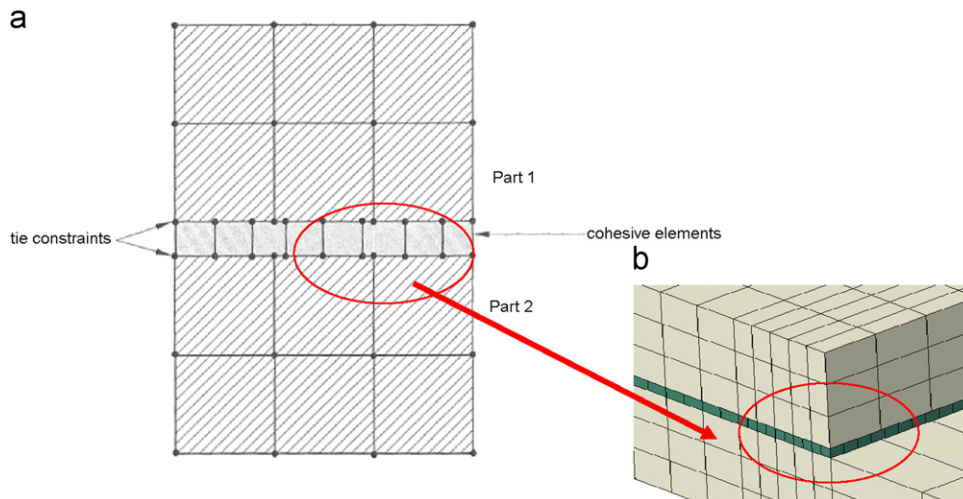 a
Part 1
tie constraints
cohesive elements
b
Part 2